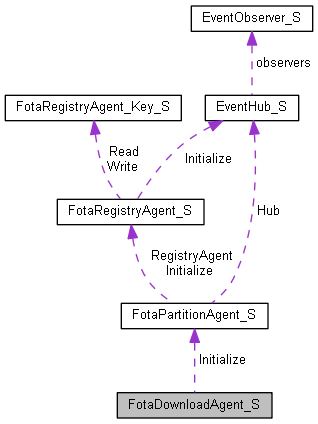 EventObserver_S
observers
FotaRegistryAgent_Key_S
EventHub_S
Read
Write
Initialize
FotaRegistryAgent_S
Hub
RegistryAgent
Initialize
FotaPartitionAgent_S
Initialize
FotaDownloadAgent_S